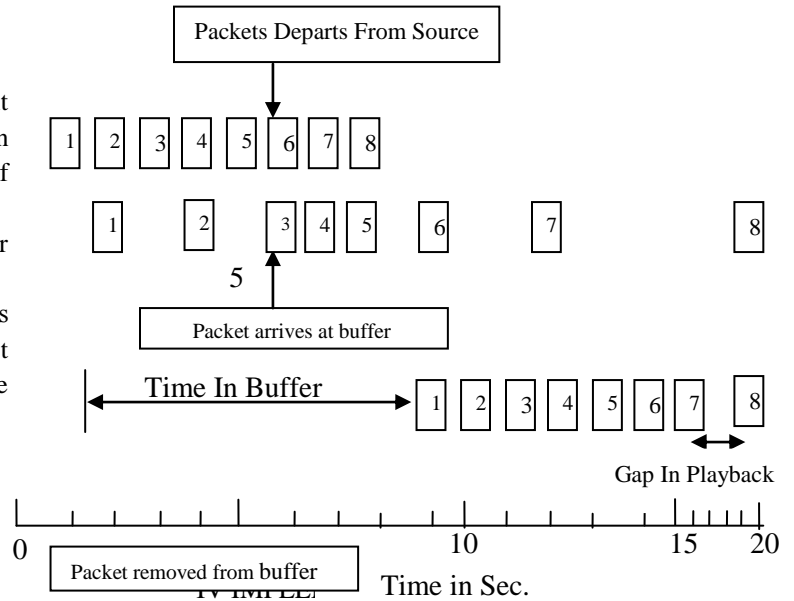 Packets Departs From Source
t
n
f
1 2 3 4 5 6 7 8
r
1 2 3 4 5 6 7 8
5
s
t
e
Packet arrives at buffer
Time In Buffer
1 2 3 4 5 6 7 8
Gap In Playback
0 10 15 20
Packet removed from buffer
Time in Sec.